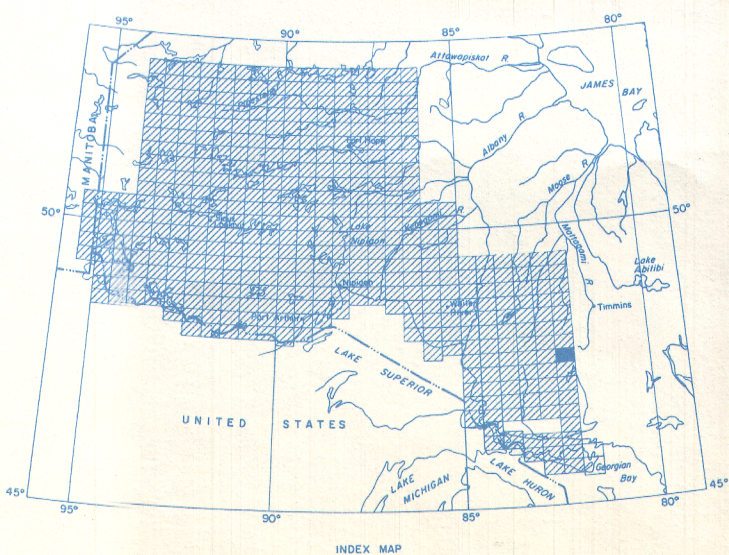 95°
90°
85°
80°
Attawapiskat R.
JAMES BAY
MANITOBA
Albany R
Fort Hope
Moose R
50°
50°
Lake
Nipigon
Kenogami R
Mattagami R
Lake
Abitibi
Nipigon
White
River
Timmins
Port Arthur
LAKE SUPERIOR
UNITED STATES
LAKE
MICHIGAN
LAKE HURON
Georgian
Bay
45°
45°
95°
90°
85°
80°
INDEX MAP